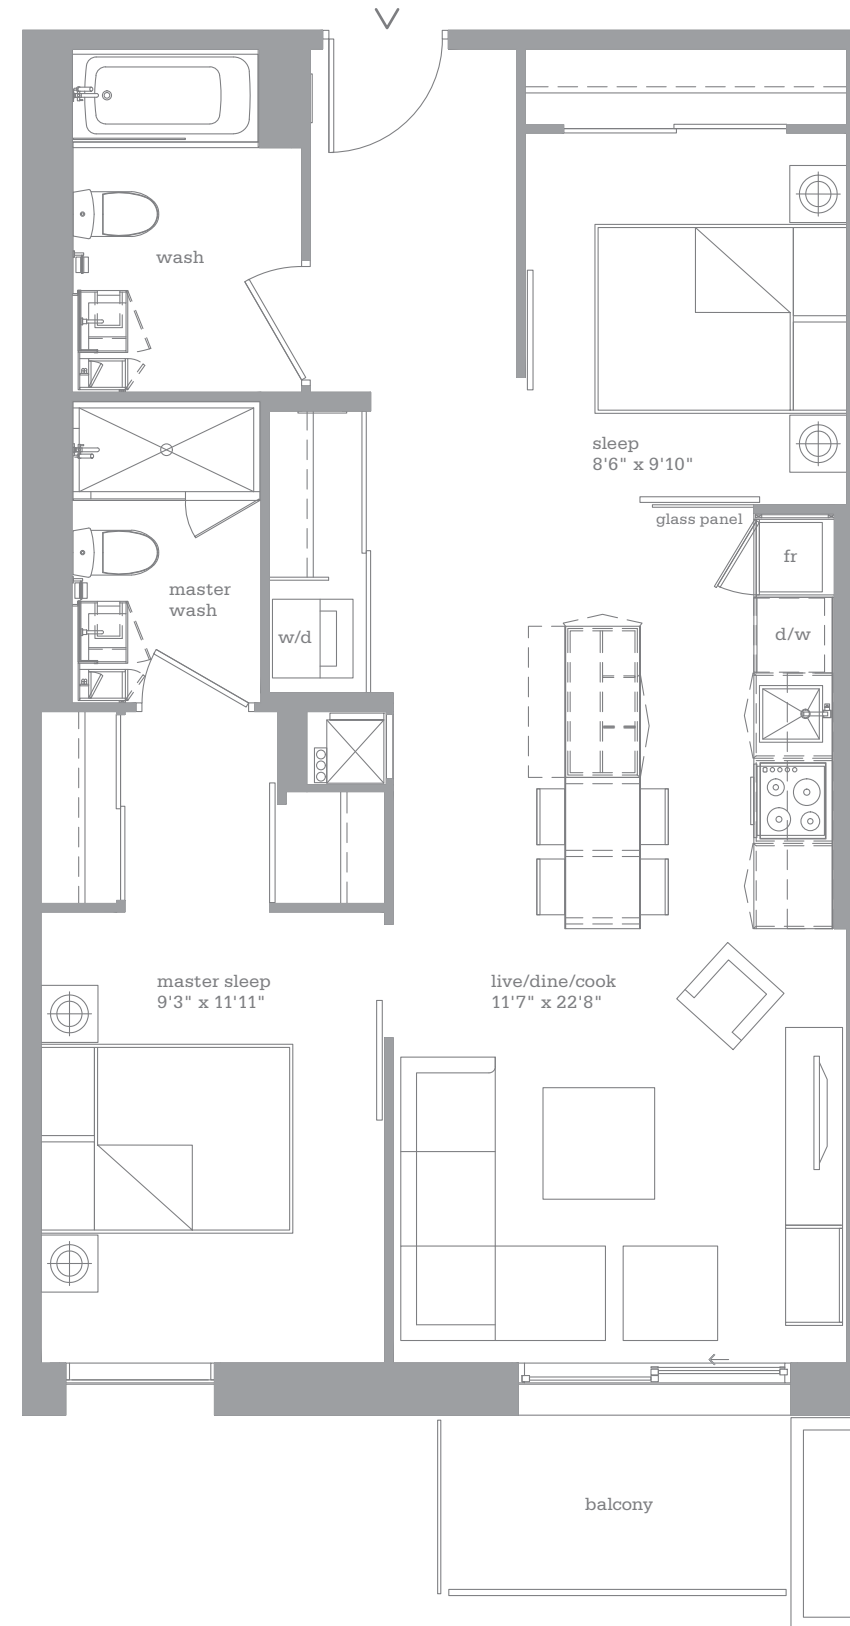 wash
sleep
8'6" x 9'10"
glass panel
fr
master
wash
w/d
d/w
master sleep
9'3" x 11'11"
live/dine/cook
11'7" x 22'8"
balcony